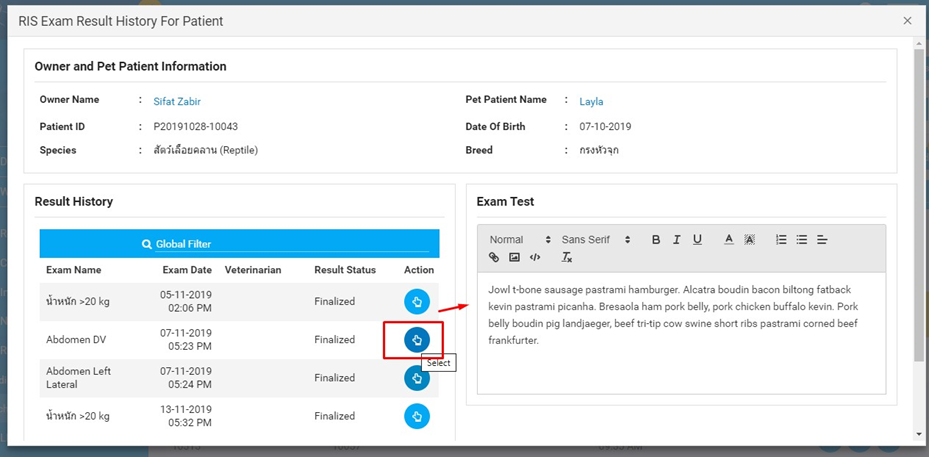 RIS Exam Result History For Patient
Owner and Pet Patient Information
Owner Name : Sifat Zabir Pet Patient Name : Layla
Patient ID : P20191028-10043 Date Of Birth : 07-10-2019
Species : สัตว์เลื้อยคลาน (Reptile) Breed : กรงหัวจุก
Result History
Global Filter
Exam Name Exam Date Veterinarian Result Status Action
น้ำหนัก >20 kg 05-11-2019 02:06 PM Finalized
Abdomen DV 07-11-2019 05:23 PM Finalized
Select
Abdomen Left Lateral 07-11-2019 05:24 PM Finalized
น้ำหนัก >20 kg 13-11-2019 05:32 PM Finalized
Exam Test
Normal Sans Serif B I U A A
Jowl t-bone sausage pastrami hamburger. Alcatra boudin bacon biltong fatback
kevin pastrami picanha. Bresaola ham pork belly, pork chicken buffalo kevin. Pork
belly boudin pig landjaeger, beef tri-tip cow swine short ribs pastrami corned beef
frankfurter.